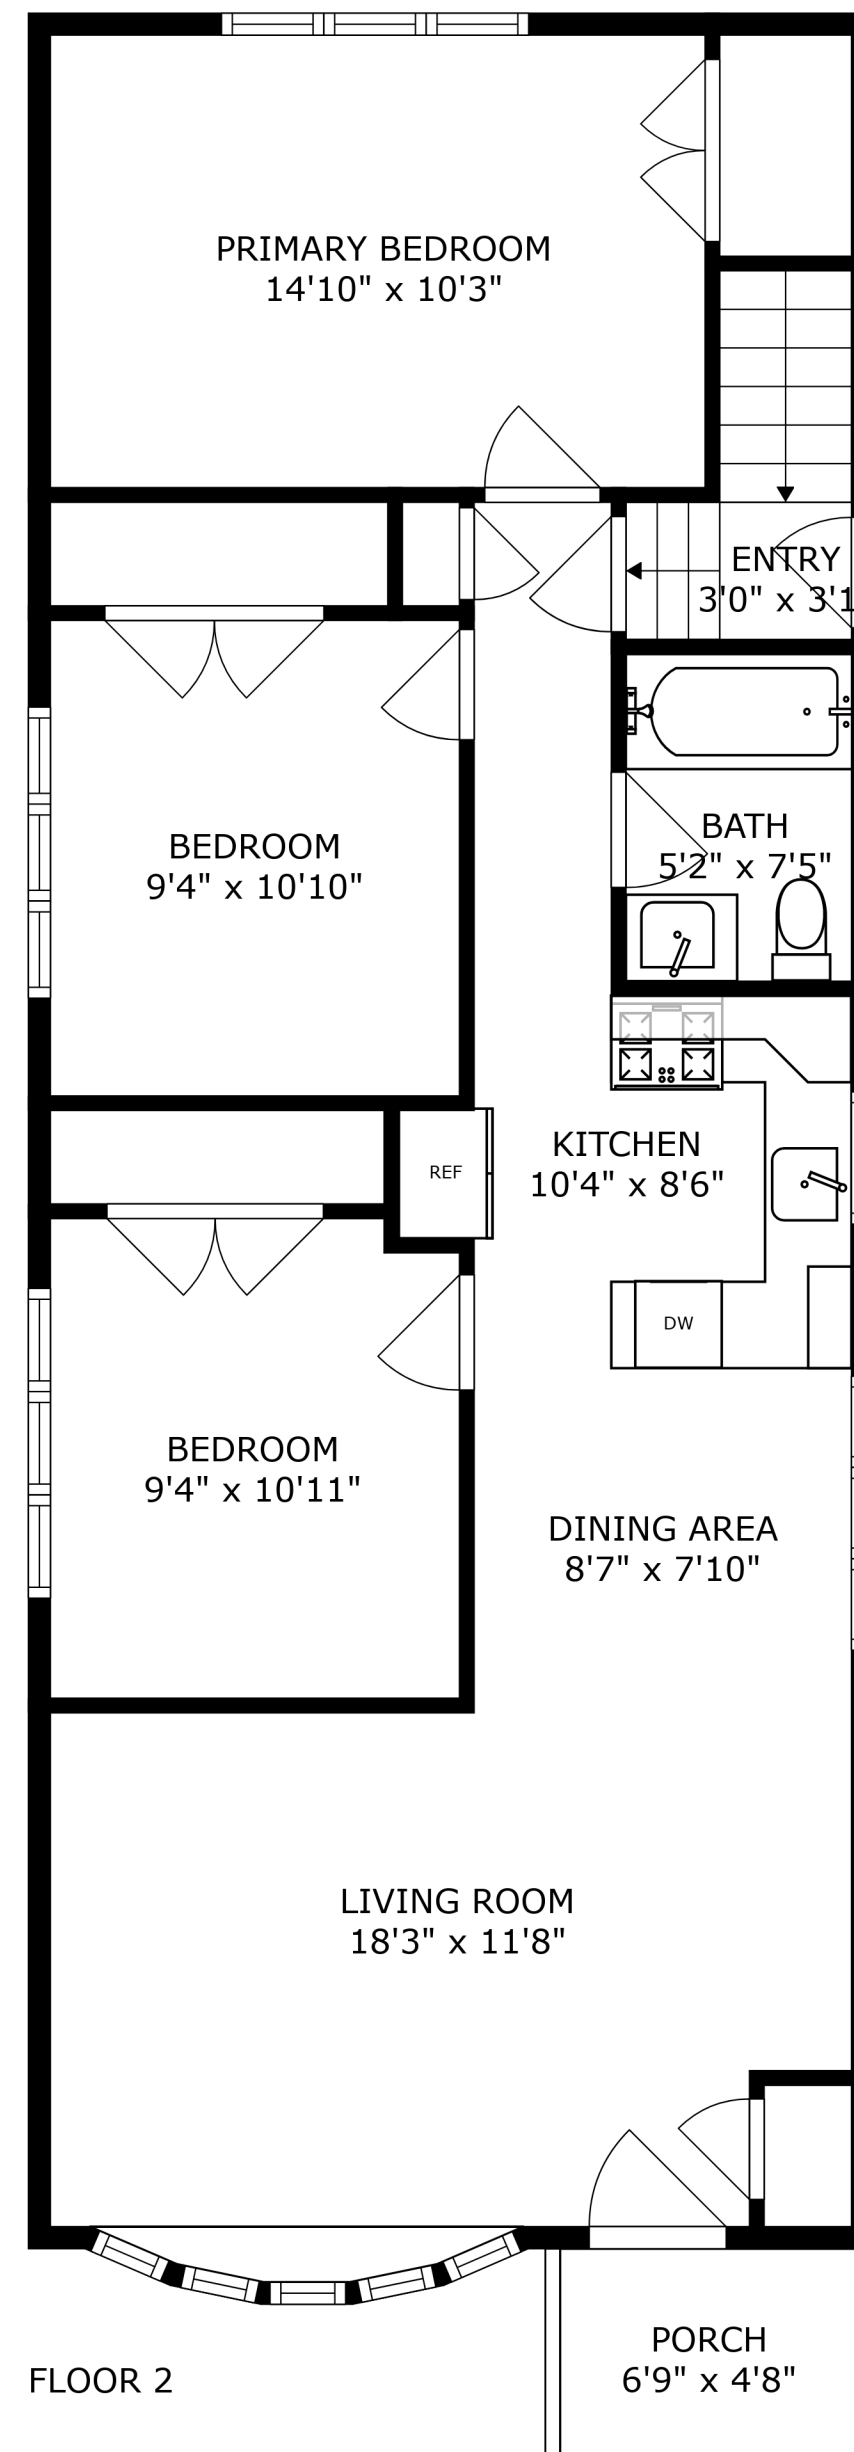 PRIMARY BEDROOM
14'10" x 10'3"
ENTRY
3'0" x 3'1
BEDROOM
9'4" x 10'10"
BATH
5'2" x 7'5"
REF
KITCHEN
10'4" x 8'6"
DW
BEDROOM
9'4" x 10'11"
DINING AREA
8'7" x 7'10"
LIVING ROOM
18'3" x 11'8"
PORCH
6'9" x 4'8"
FLOOR 2